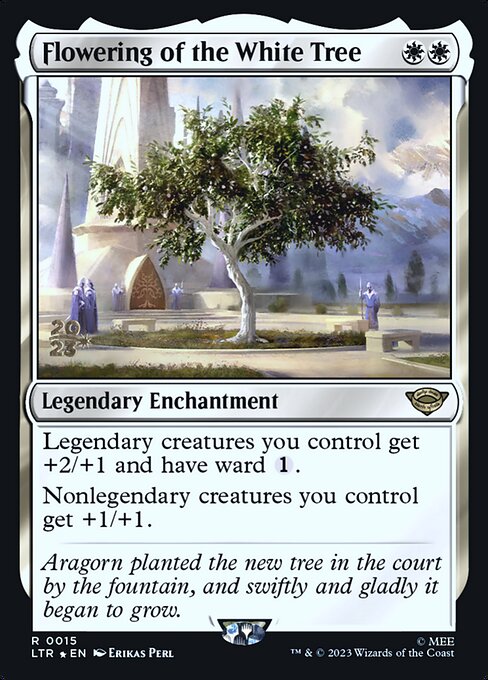 Flowering of the White Tree
2023
Legendary Enchantment
Legendary creatures you control get
+2/+1 and have ward 1.
Nonlegendary creatures you control
get +1/+1.
Aragorn planted the new tree in the court
by the fountain, and swiftly and gladly it
began to grow.
R 0015
LTR ★ EN Erikas Perl
© MEE
™ & © 2023 Wizards of the Coast